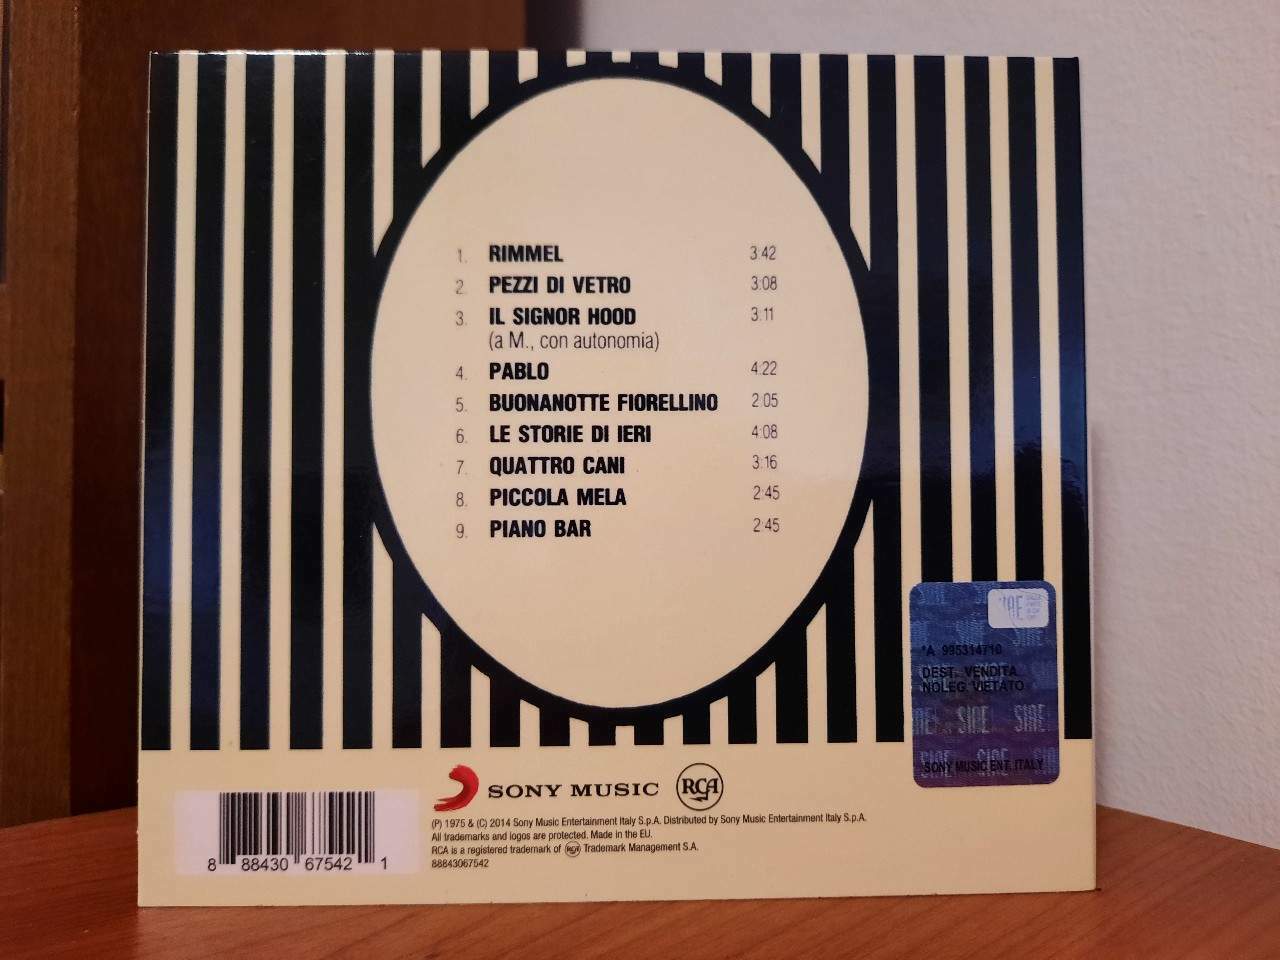 1. RIMMEL 3:42
2. PEZZI DI VETRO 3:08
3. IL SIGNOR HOOD 3:11
(a M., con autonomia)
4. PABLO 4:22
5. BUONANOTTE FIORELLINO 2:05
6. LE STORIE DI IERI 4:08
7. QUATTRO CANI 3:16
8. PICCOLA MELA 2:45
9. PIANO BAR 2:45
SIAE
*A 995314710
DEST. VENDITA
NOLEG. VIETATO
SIAE SIAE
SIAE SIAE
SONY MUSIC ENT. ITALY
SONY MUSIC RCA
(P) 1975 & (C) 2014 Sony Music Entertainment Italy S.p.A. Distributed by Sony Music Entertainment Italy S.p.A.
All trademarks and logos are protected. Made in the EU.
RCA is a registered trademark of RCA Trademark Management S.A.
88843067542
8 88430 67542 1